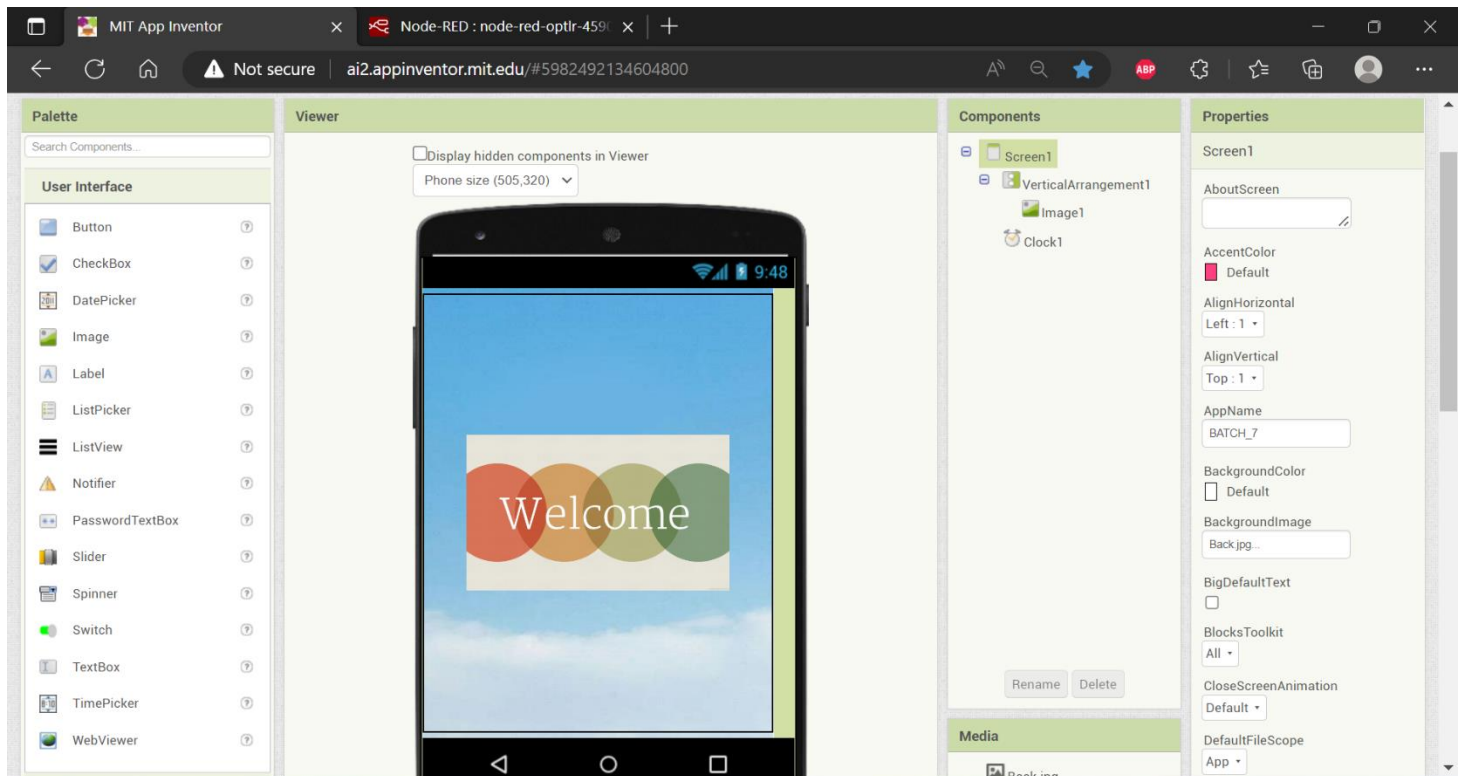 MIT App Inventor
Node-RED : node-red-optlr-459
Not secure
ai2.appinventor.mit.edu/#5982492134604800
ABP
Palette
Search Components...
User Interface
Button
CheckBox
DatePicker
Image
Label
ListPicker
ListView
Notifier
PasswordTextBox
Slider
Spinner
Switch
TextBox
TimePicker
WebViewer
Viewer
Display hidden components in Viewer
Phone size (505,320)
9:48
Welcome
Components
Screen1
VerticalArrangement1
Image1
Clock1
Rename Delete
Media
Back.jpg
Properties
Screen1
AboutScreen
AccentColor
Default
AlignHorizontal
Left : 1
AlignVertical
Top : 1
AppName
BATCH_7
BackgroundColor
Default
BackgroundImage
Back.jpg...
BigDefaultText
BlocksToolkit
All
CloseScreenAnimation
Default
DefaultFileScope
App